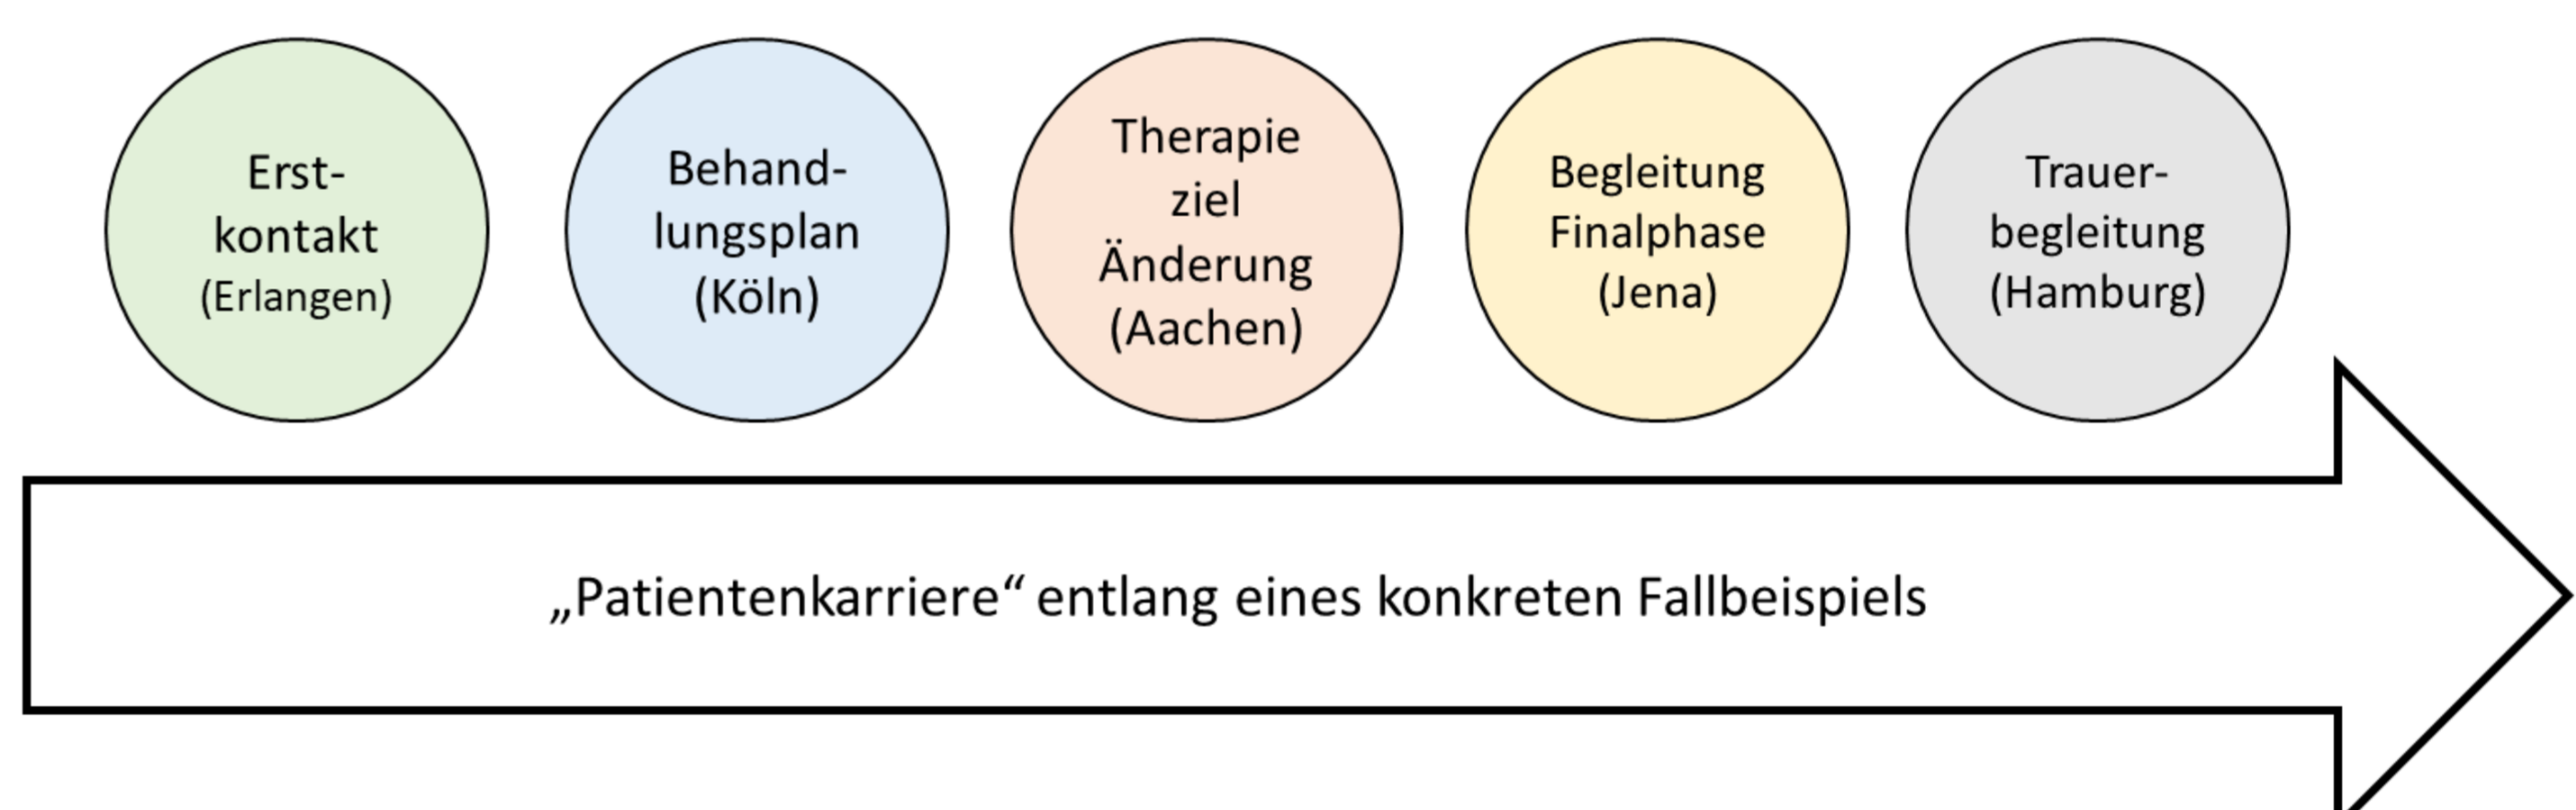 Erst-
kontakt
(Erlangen)
Behand-
lungsplan
(Köln)
Therapie
ziel
Änderung
(Aachen)
Begleitung
Finalphase
(Jena)
Trauer-
begleitung
(Hamburg)
„Patientenkarriere“ entlang eines konkreten Fallbeispiels